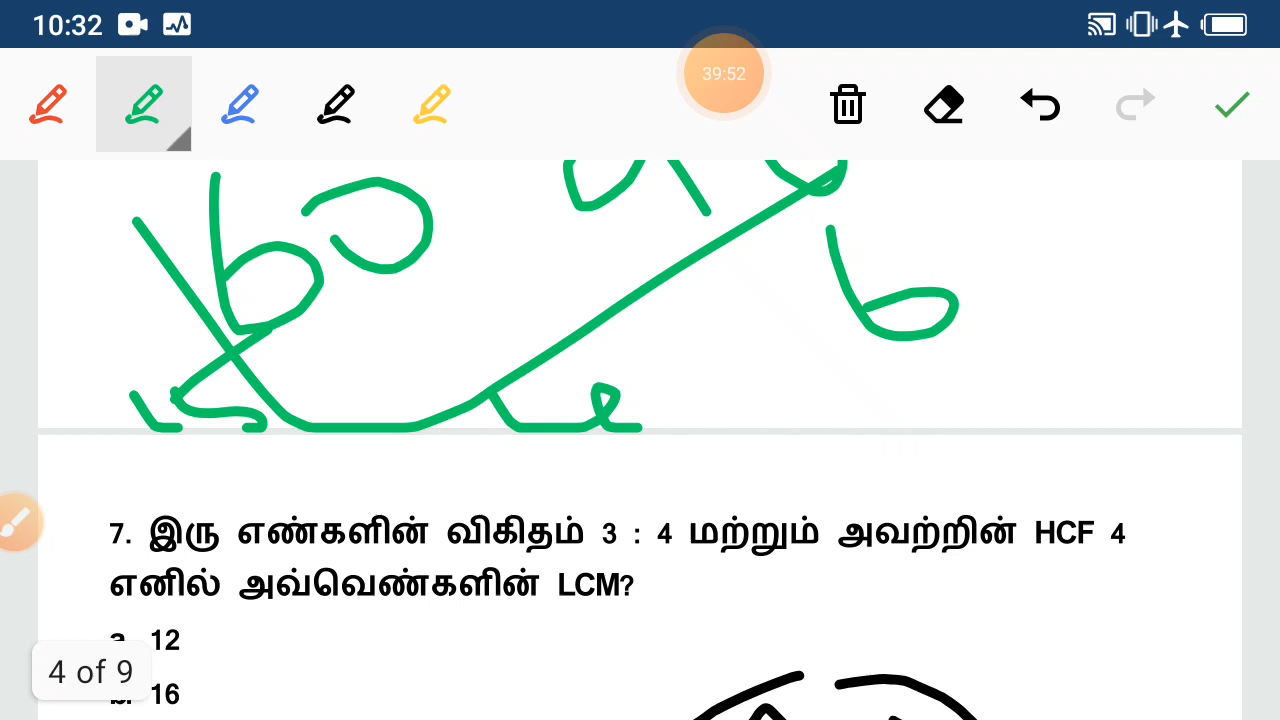 10:32
39:52
7. இரு எண்களின் விகிதம் 3 : 4 மற்றும் அவற்றின் HCF 4
எனில் அவ்வெண்களின் LCM?
a. 12
4 of 9
b. 16